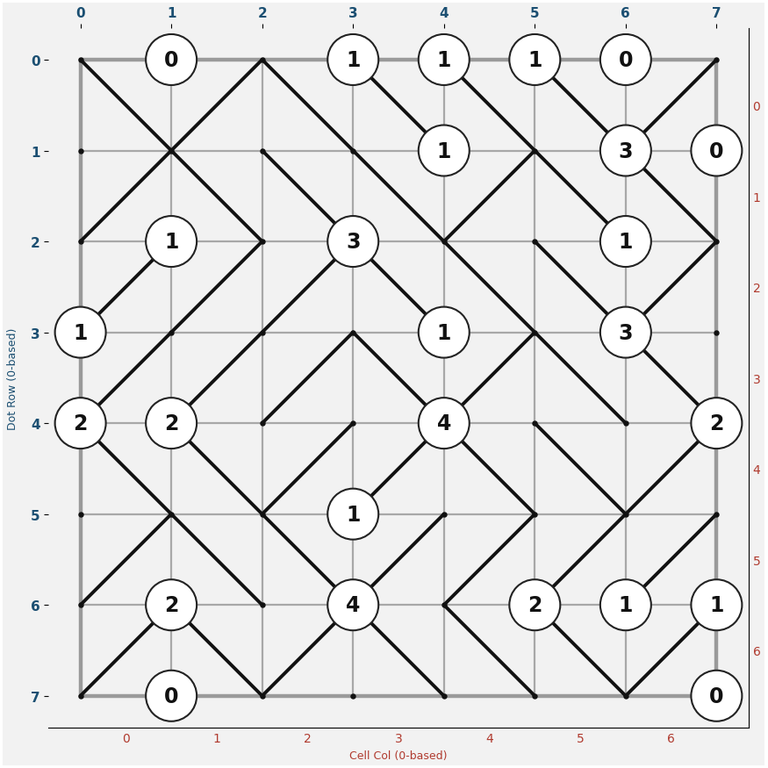 0 1 2 3 4 5 6 7
0 0 1 1 1 0
0
1 1 3 0
1
2 1 3 1
2
3 1 1 3
3
4 2 2 4 2
4
5 1
5
6 2 4 2 1 1
6
7 0 0
0 1 2 3 4 5 6
Cell Col (0-based)
Dot Row (0-based)